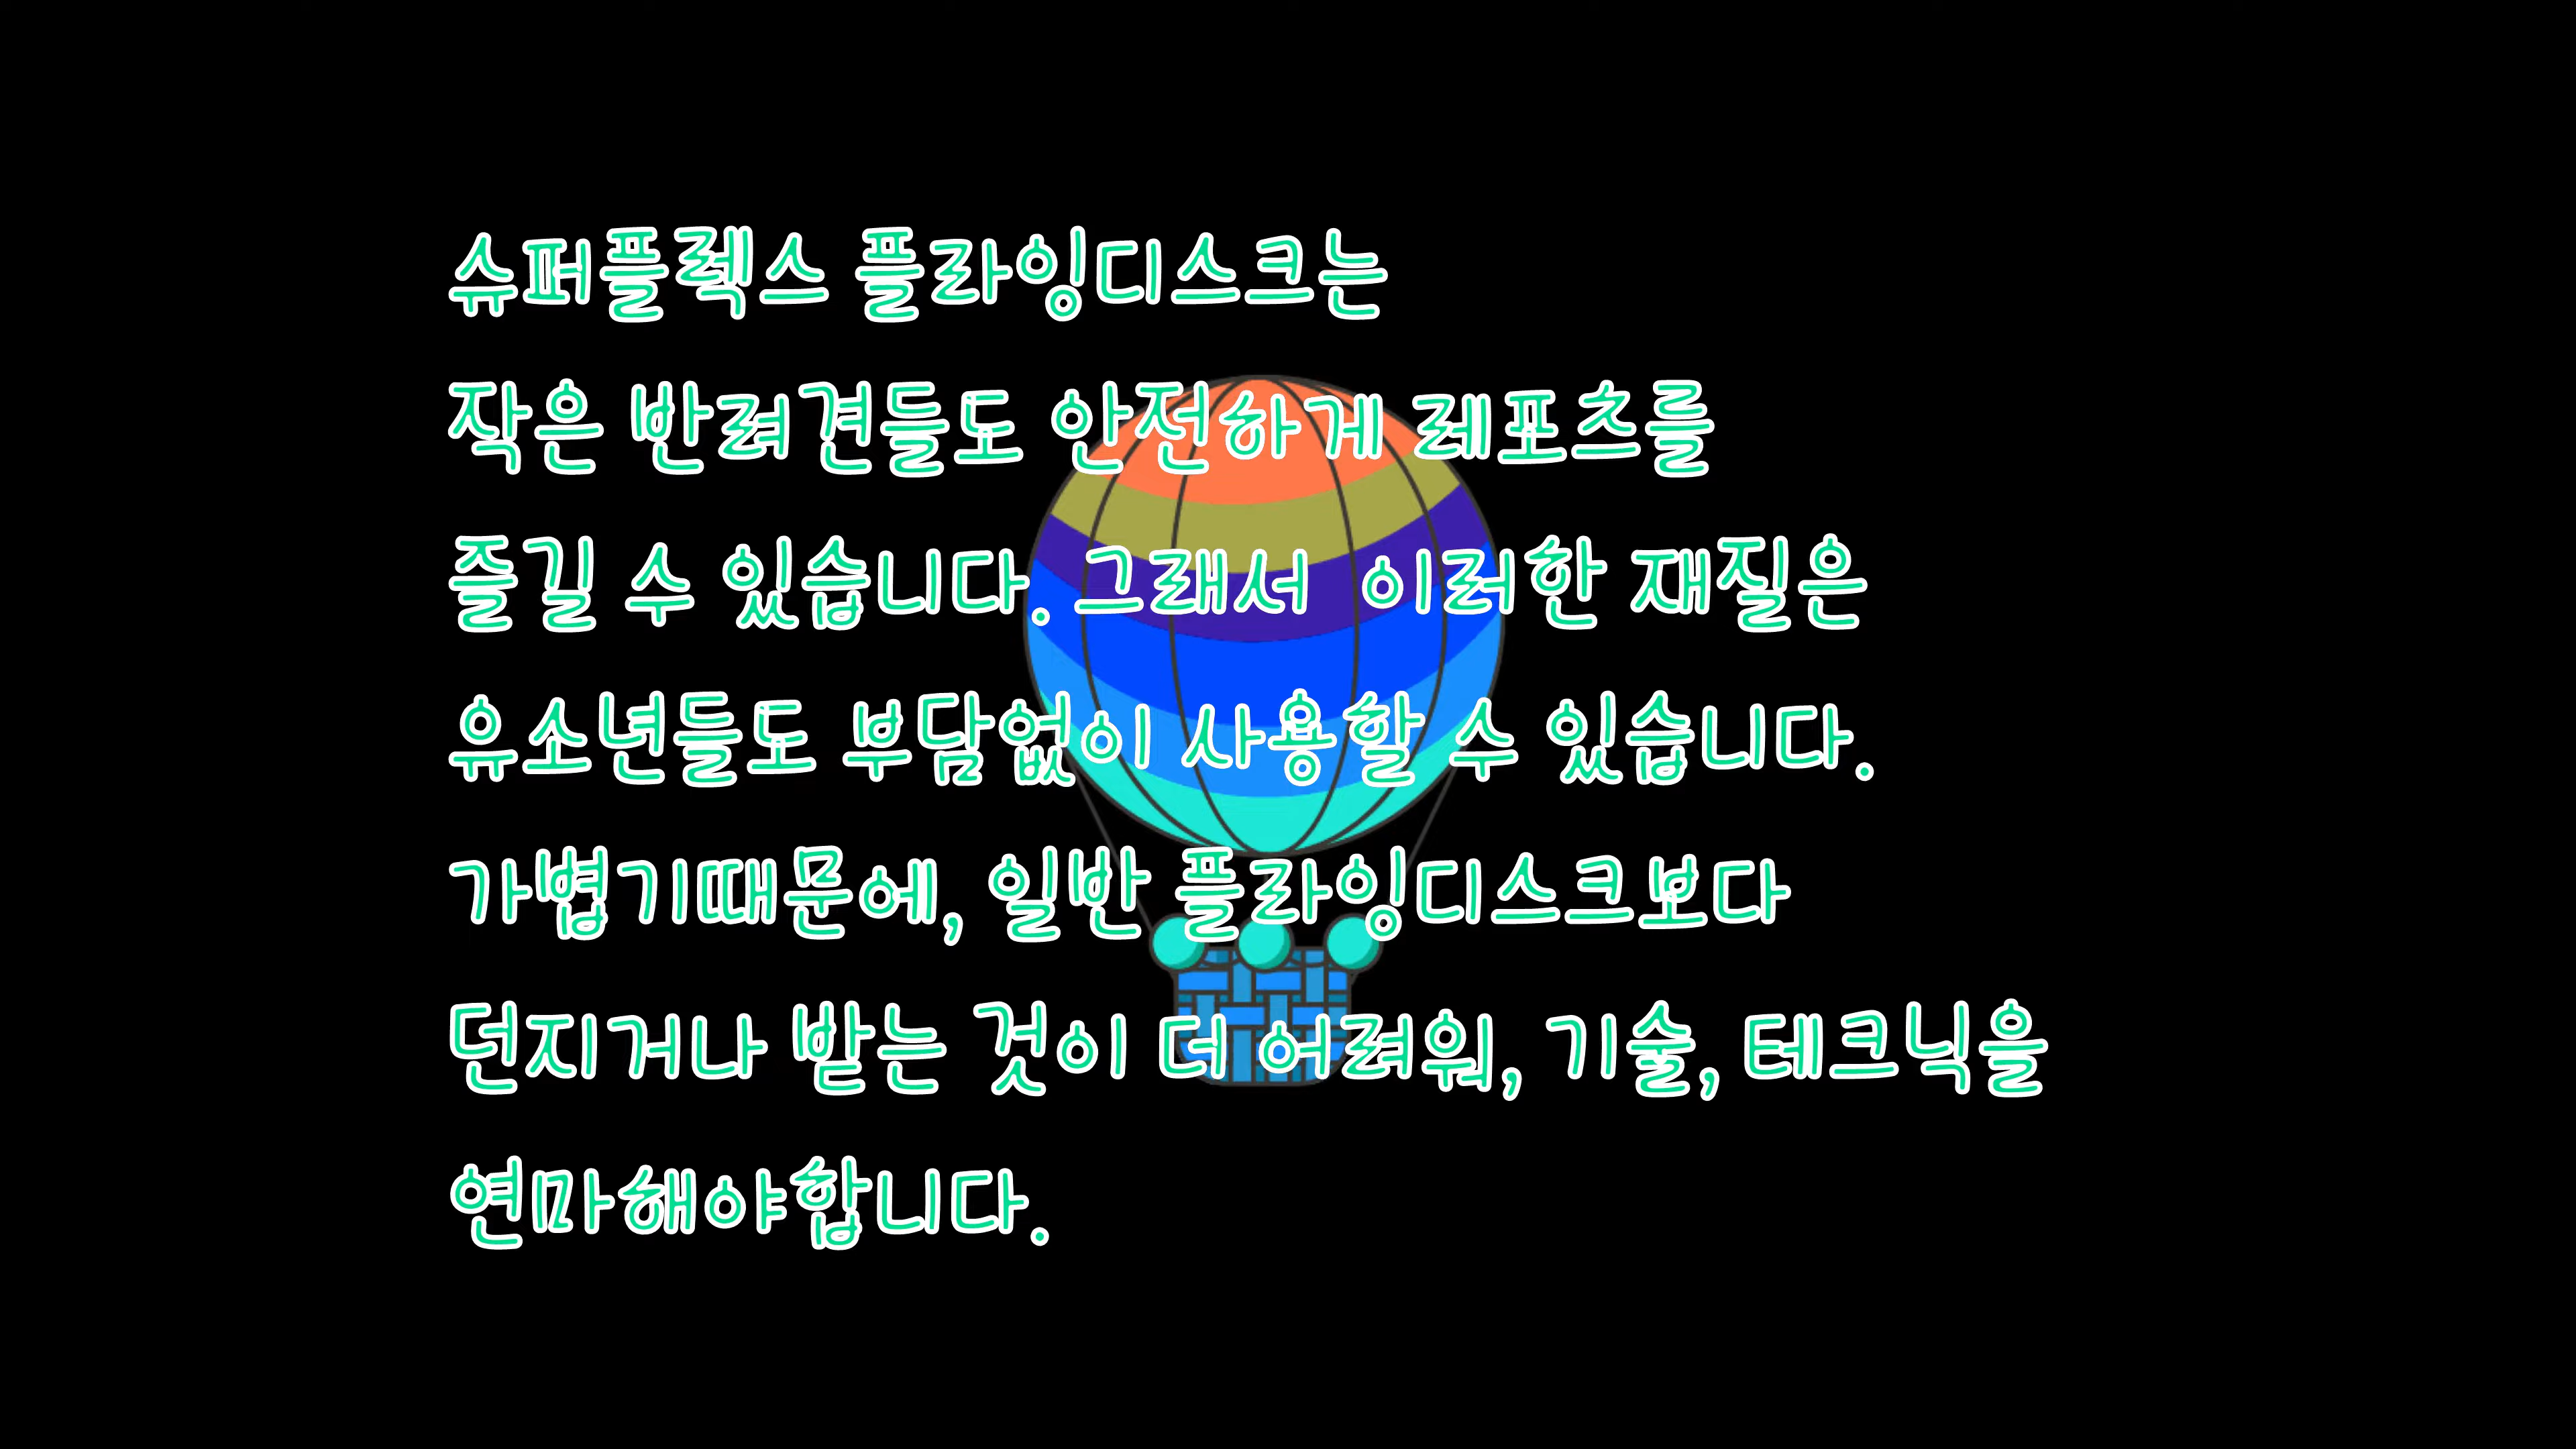 슈퍼플렉스 플라잉디스크는
작은 반려견들도 안전하게 레포츠를
즐길 수 있습니다. 그래서 이러한 재질은
유소년들도 부담없이 사용할 수 있습니다.
가볍기때문에, 일반 플라잉디스크보다
던지거나 받는 것이 더 어려워, 기술, 테크닉을
연마해야합니다.